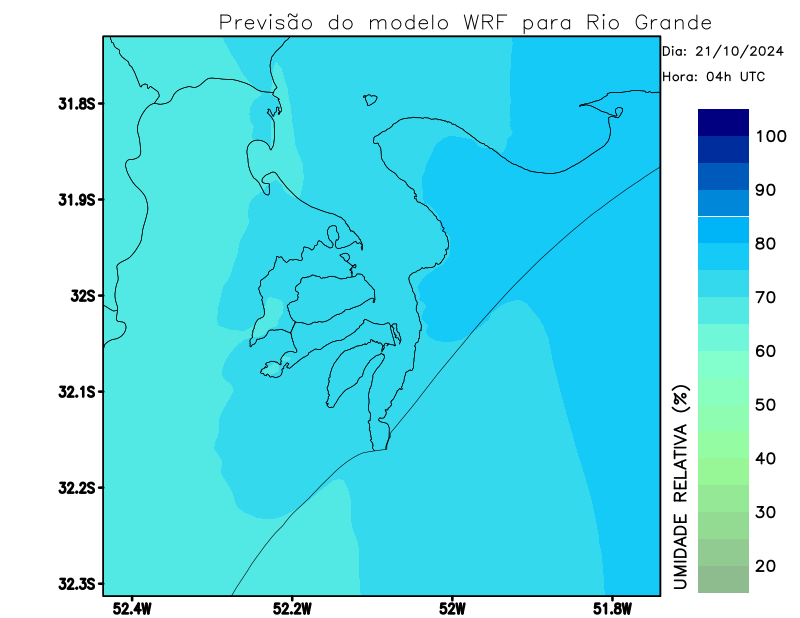 Previsão do modelo WRF para Rio Grande
Dia: 21/10/2024
Hora: 04h UTC
31.8S
31.9S
32S
32.1S
32.2S
32.3S
52.4W
52.2W
52W
51.8W
UMIDADE RELATIVA (%)
100
90
80
70
60
50
40
30
20